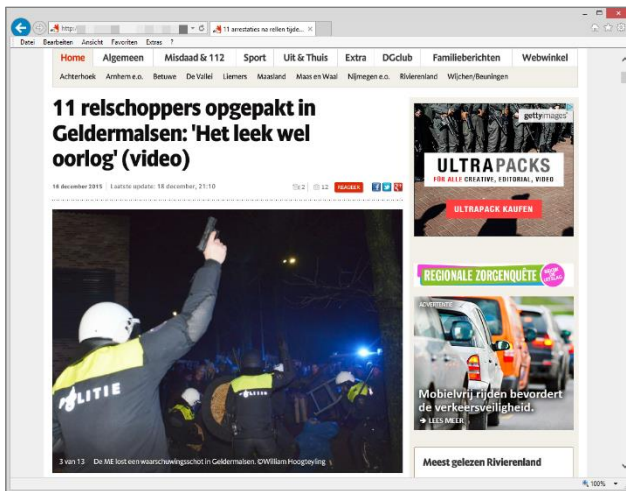 http://
11 arrestaties na rellen tijde...
Datei Bearbeiten Ansicht Favoriten Extras ?
Home Algemeen Misdaad & 112 Sport Uit & Thuis Extra DGclub Familieberichten Webwinkel
Achterhoek Arnhem e.o. Betuwe De Vallei Liemers Maasland Maas en Waal Nijmegen e.o. Rivierenland Wijchen/Beuningen
11 relschoppers opgepakt in
Geldermalsen: 'Het leek wel
oorlog' (video)
18 december 2015 Laatste update: 18 december, 21:10 2 12 REAGEER
POLITIE
POLITIE
3 van 13 De ME lost een waarschuwingsschot in Geldermalsen. ©William Hoogteyling
gettyimages
ULTRAPACKS
FÜR ALLE CREATIVE, EDITORIAL, VIDEO
ULTRAPACK KAUFEN
REGIONALE ZORGENQUÊTE
ADVERTENTIE
Mobielvrij rijden bevordert
de verkeersveiligheid.
LEES MEER
Meest gelezen Rivierenland
100%